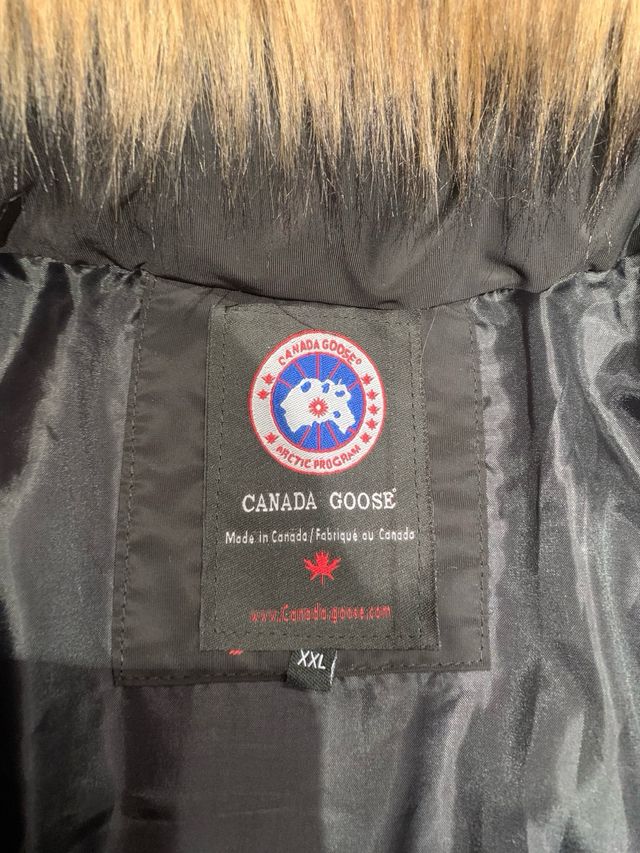 CANADA GOOSE®
ARCTIC PROGRAM
CANADA GOOSE®
Made in Canada/Fabriqué au Canada
www.Canada.goose.com
XXL